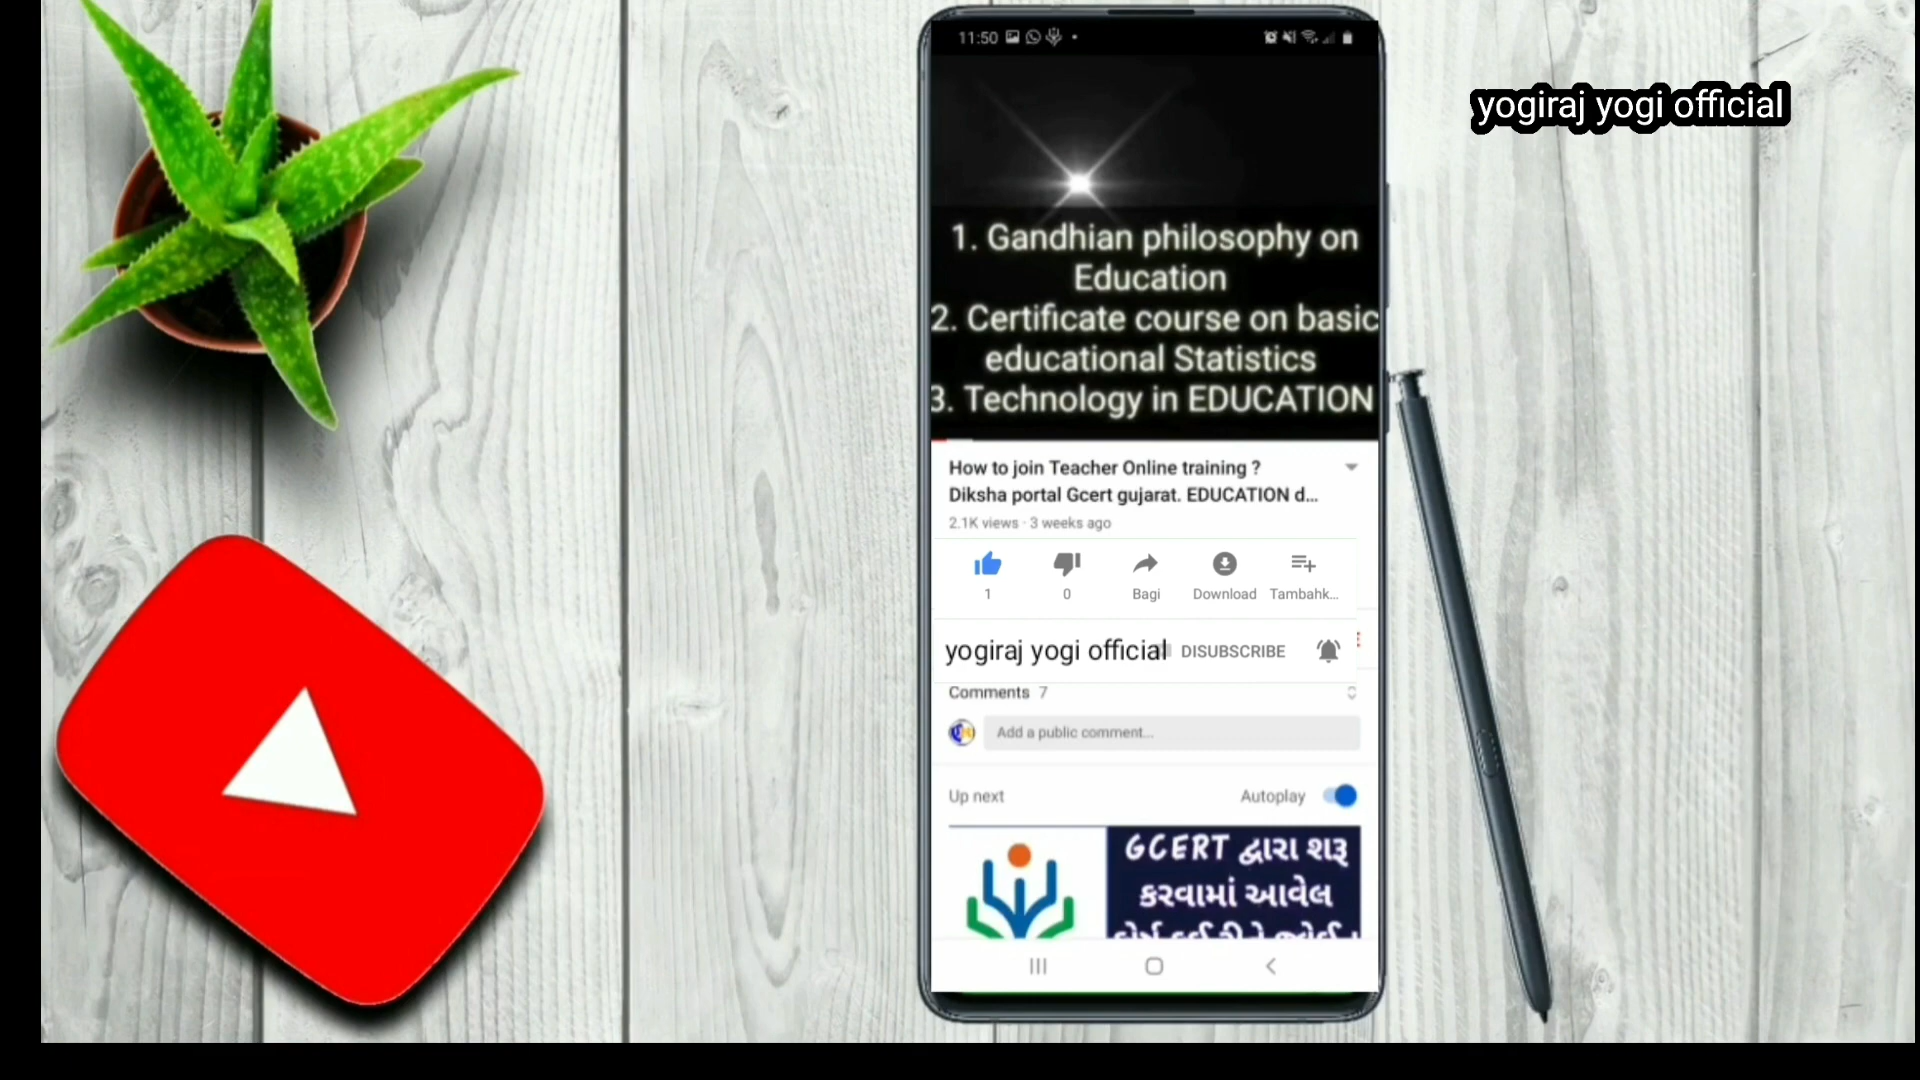 11:50
yogiraj yogi official
1. Gandhian philosophy on
Education
2. Certificate course on basic
educational Statistics
3. Technology in EDUCATION
How to join Teacher Online training ?
Diksha portal Gcert gujarat. EDUCATION d...
2.1K views · 3 weeks ago
1
0
Bagi
Download
Tambahk...
yogiraj yogi official
DISUBSCRIBE
Comments 7
Add a public comment...
Up next
Autoplay
GCERT દ્વારા શરૂ
કરવામાં આવેલ